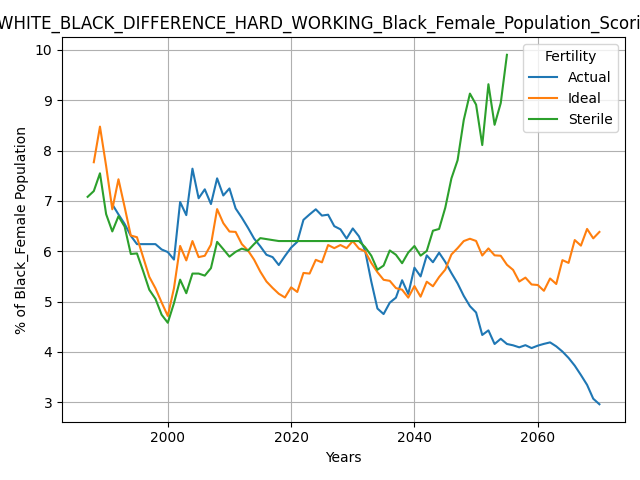 WHITE_BLACK_DIFFERENCE_HARD_WORKING_Black_Female_Population_Scori
Fertility
Actual
Ideal
Sterile
10
9
8
7
6
5
4
3
% of Black_Female Population
2000
2020
2040
2060
Years